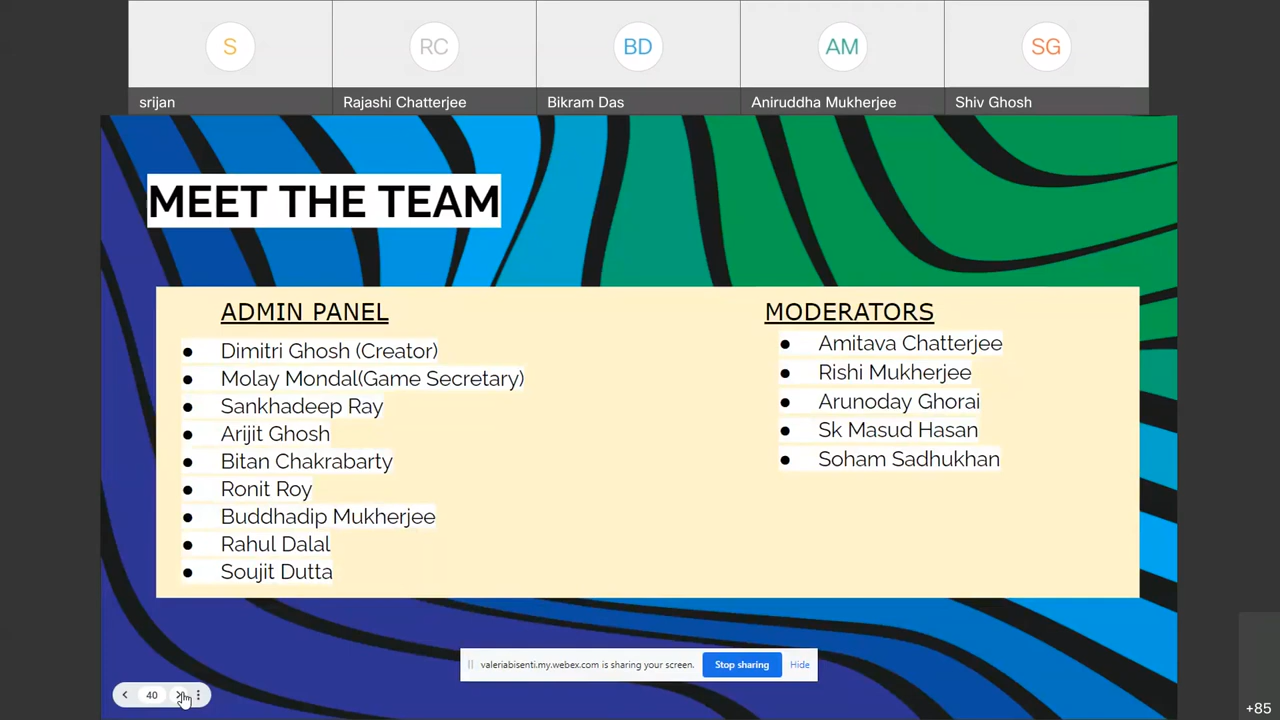 S RC BD AM SG
srijan Rajashi Chatterjee Bikram Das Aniruddha Mukherjee Shiv Ghosh
MEET THE TEAM
ADMIN PANEL
● Dimitri Ghosh (Creator)
● Molay Mondal(Game Secretary)
● Sankhadeep Ray
● Arijit Ghosh
● Bitan Chakrabarty
● Ronit Roy
● Buddhadip Mukherjee
● Rahul Dalal
● Soujit Dutta
MODERATORS
● Amitava Chatterjee
● Rishi Mukherjee
● Arunoday Ghorai
● Sk Masud Hasan
● Soham Sadhukhan
valeriabisenti.my.webex.com is sharing your screen. Stop sharing Hide
40
+85